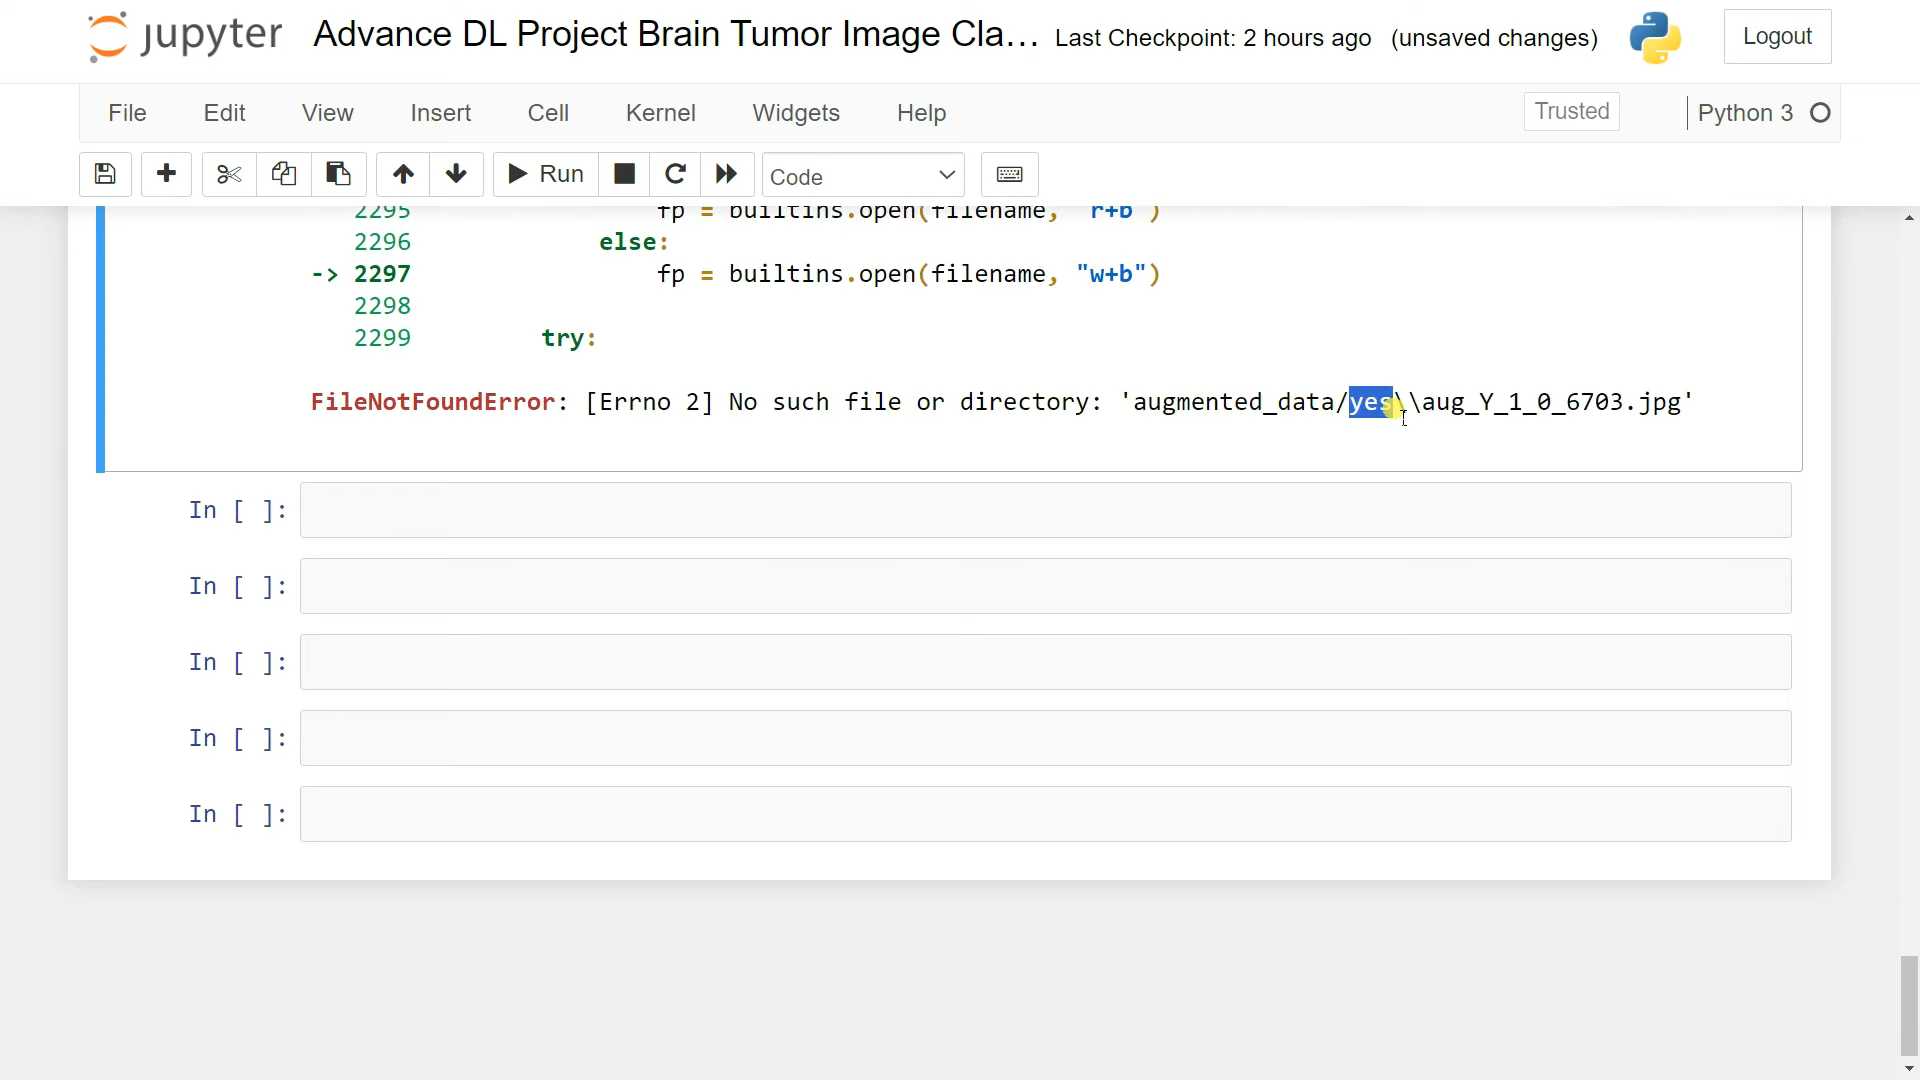 jupyter Advance DL Project Brain Tumor Image Cla... Last Checkpoint: 2 hours ago (unsaved changes) Logout
File Edit View Insert Cell Kernel Widgets Help Trusted Python 3
Run Code
2295 fp = builtins.open(filename, "r+b")
2296 else:
-> 2297 fp = builtins.open(filename, "w+b")
2298
2299 try:
FileNotFoundError: [Errno 2] No such file or directory: 'augmented_data/yes\\aug_Y_1_0_6703.jpg'
In [ ]:
In [ ]:
In [ ]:
In [ ]:
In [ ]: